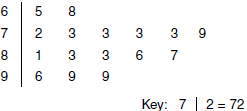 6 | 5 8
7 | 2 3 3 3 3 9
8 | 1 3 3 6 7
9 | 6 9 9
Key: 7 | 2 = 72